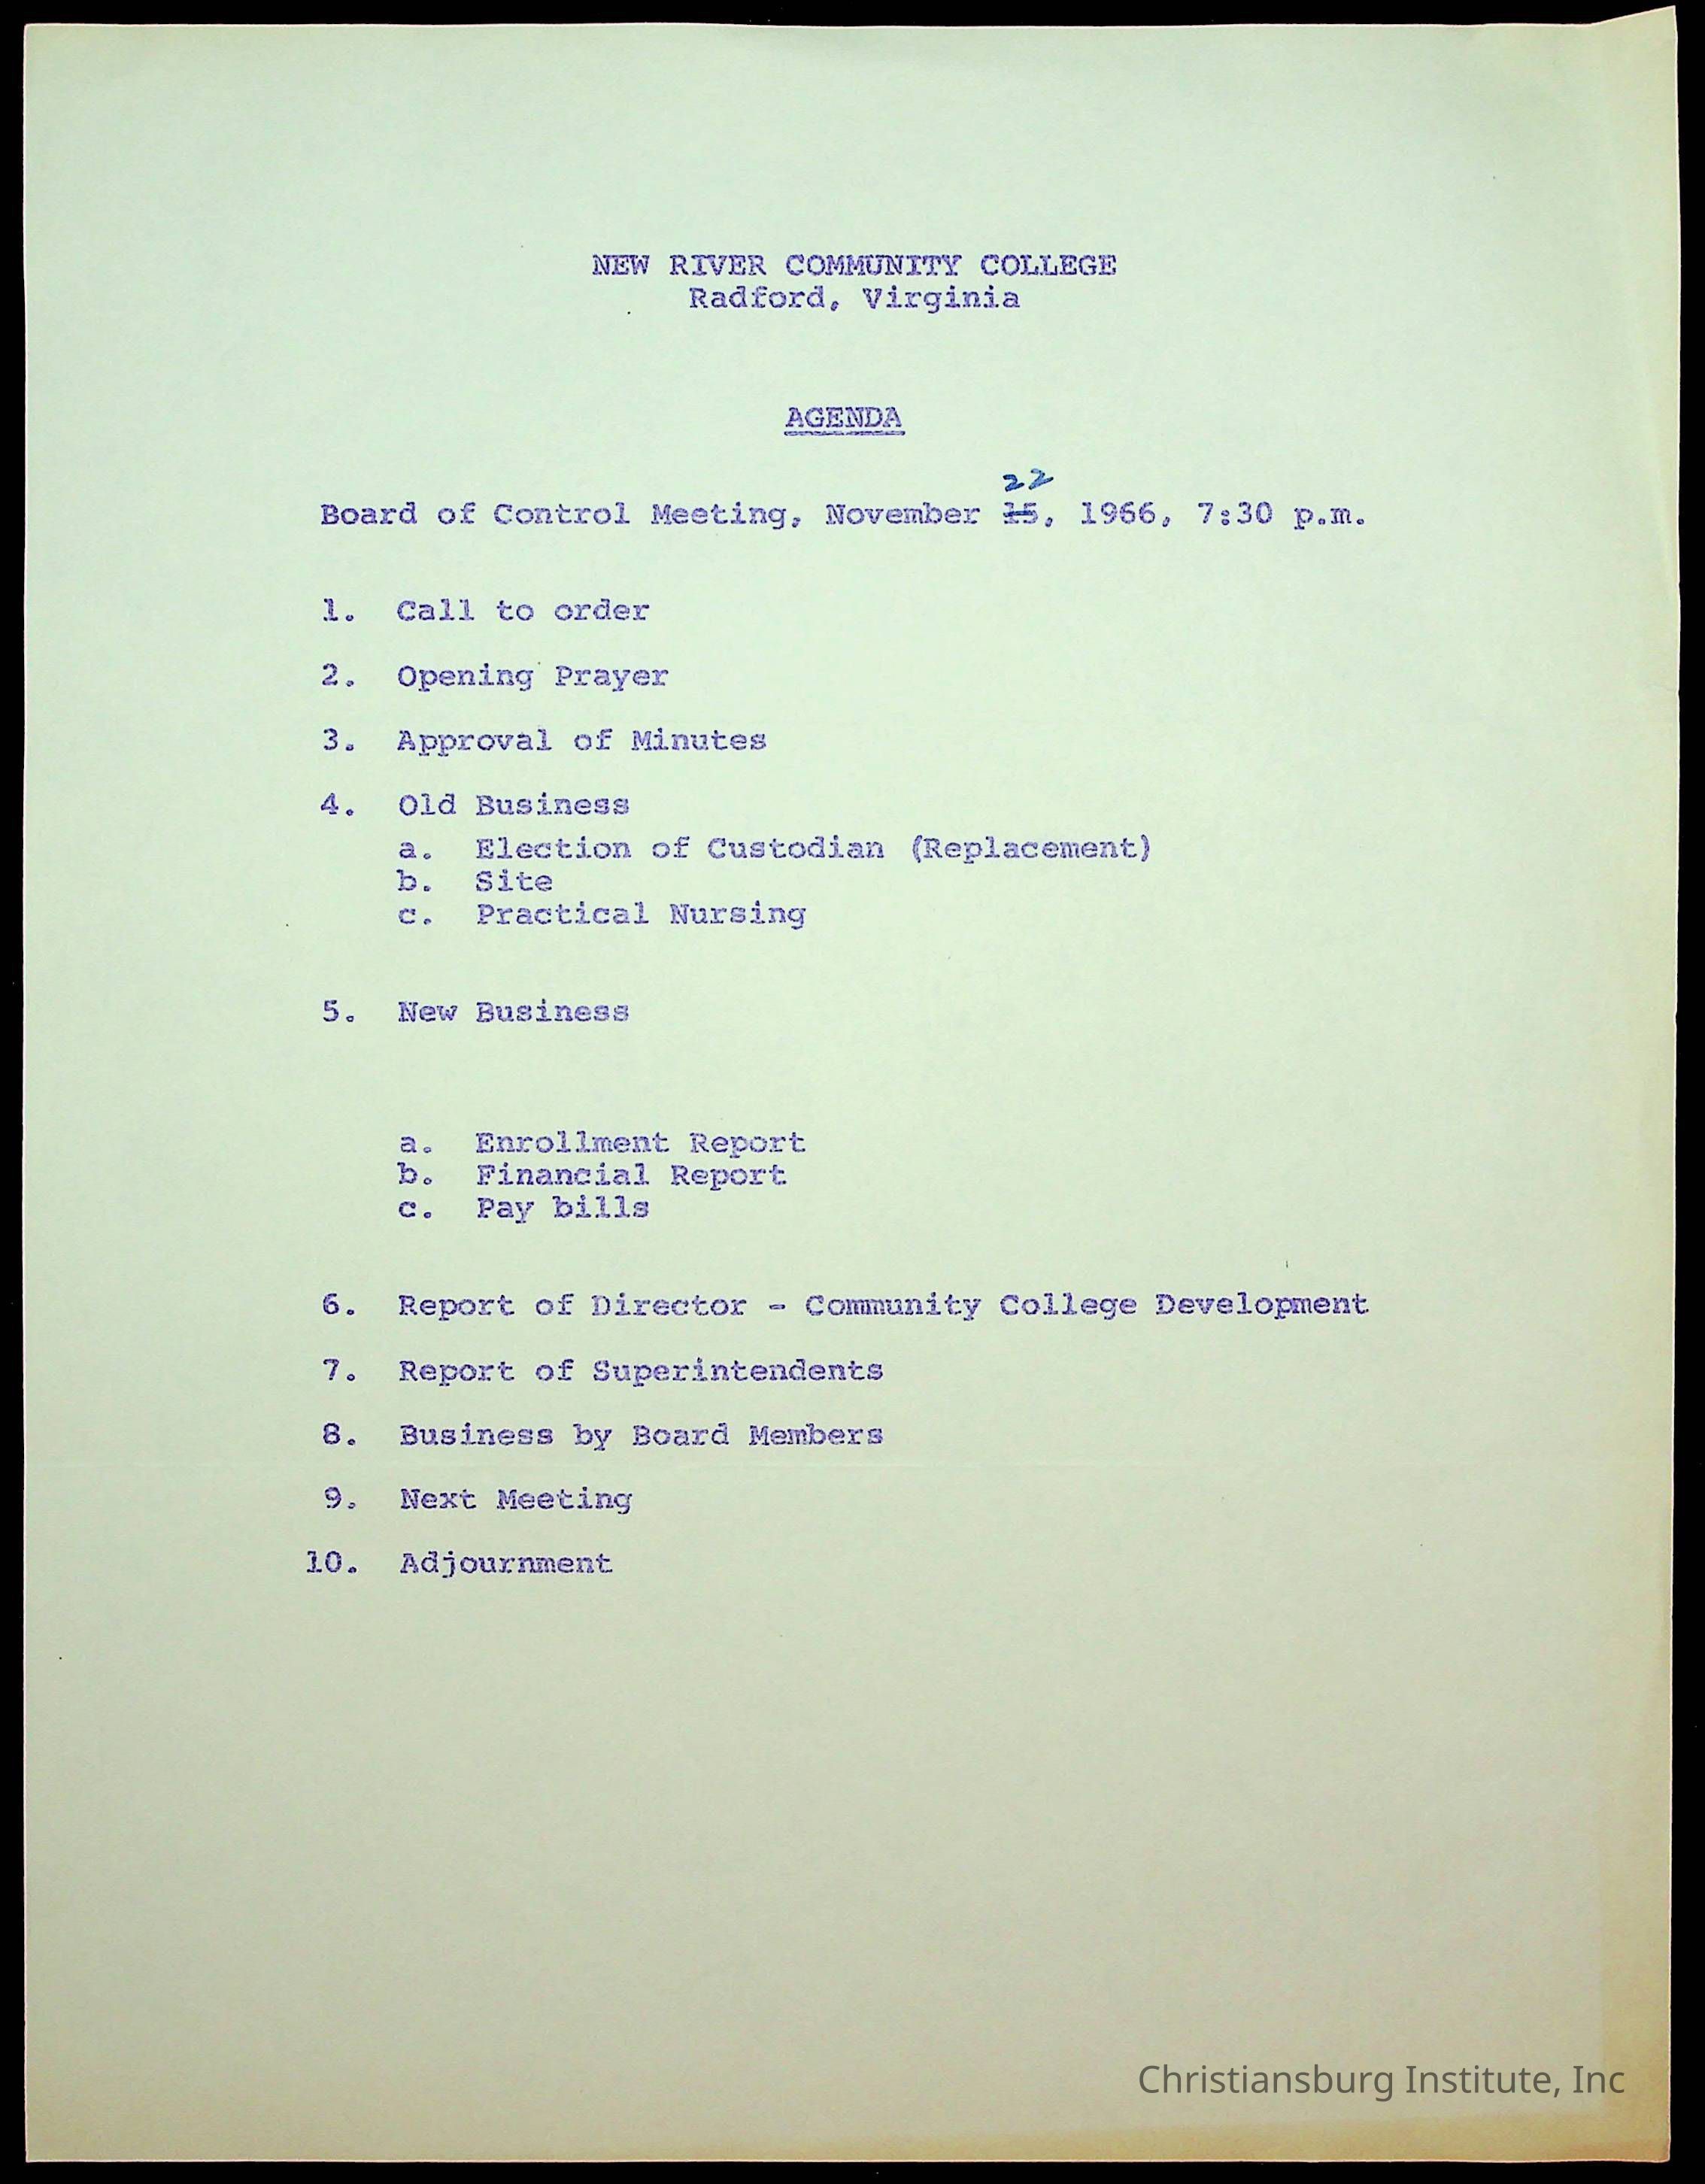 NEW RIVER COMMUNITY COLLEGE
Radford, Virginia
AGENDA
22
Board of Control Meeting, November 15, 1966, 7:30 p.m.
1. Call to order
2. Opening Prayer
3. Approval of Minutes
4. Old Business
a. Election of Custodian (Replacement)
b. Site
c. Practical Nursing
5. New Business
a. Enrollment Report
b. Financial Report
c. Pay bills
6. Report of Director - Community College Development
7. Report of Superintendents
8. Business by Board Members
9. Next Meeting
10. Adjournment
Christiansburg Institute, Inc